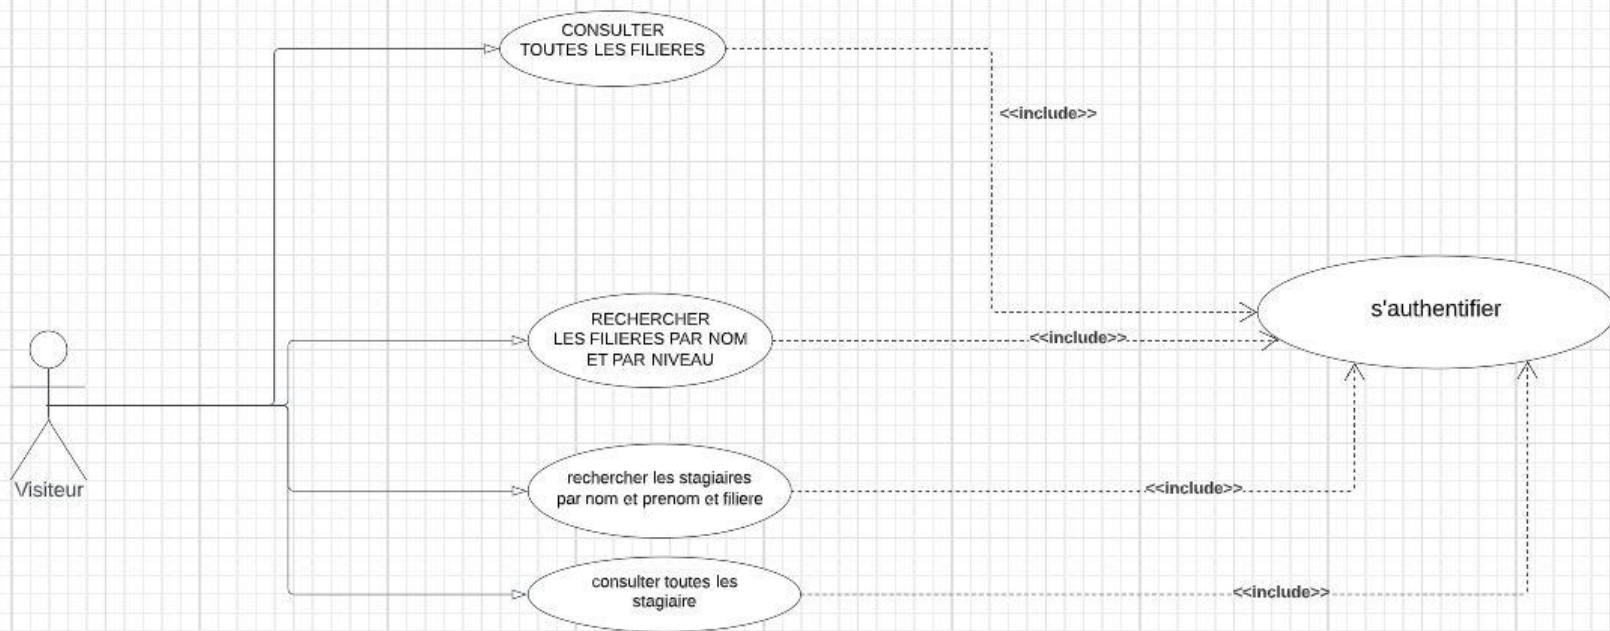 CONSULTER
TOUTES LES FILIERES
<<include>>
s'authentifier
RECHERCHER
LES FILIERES PAR NOM
ET PAR NIVEAU
<<include>>
Visiteur
rechercher les stagiaires
par nom et prenom et filiere
<<include>>
consulter toutes les
stagiaire
<<include>>